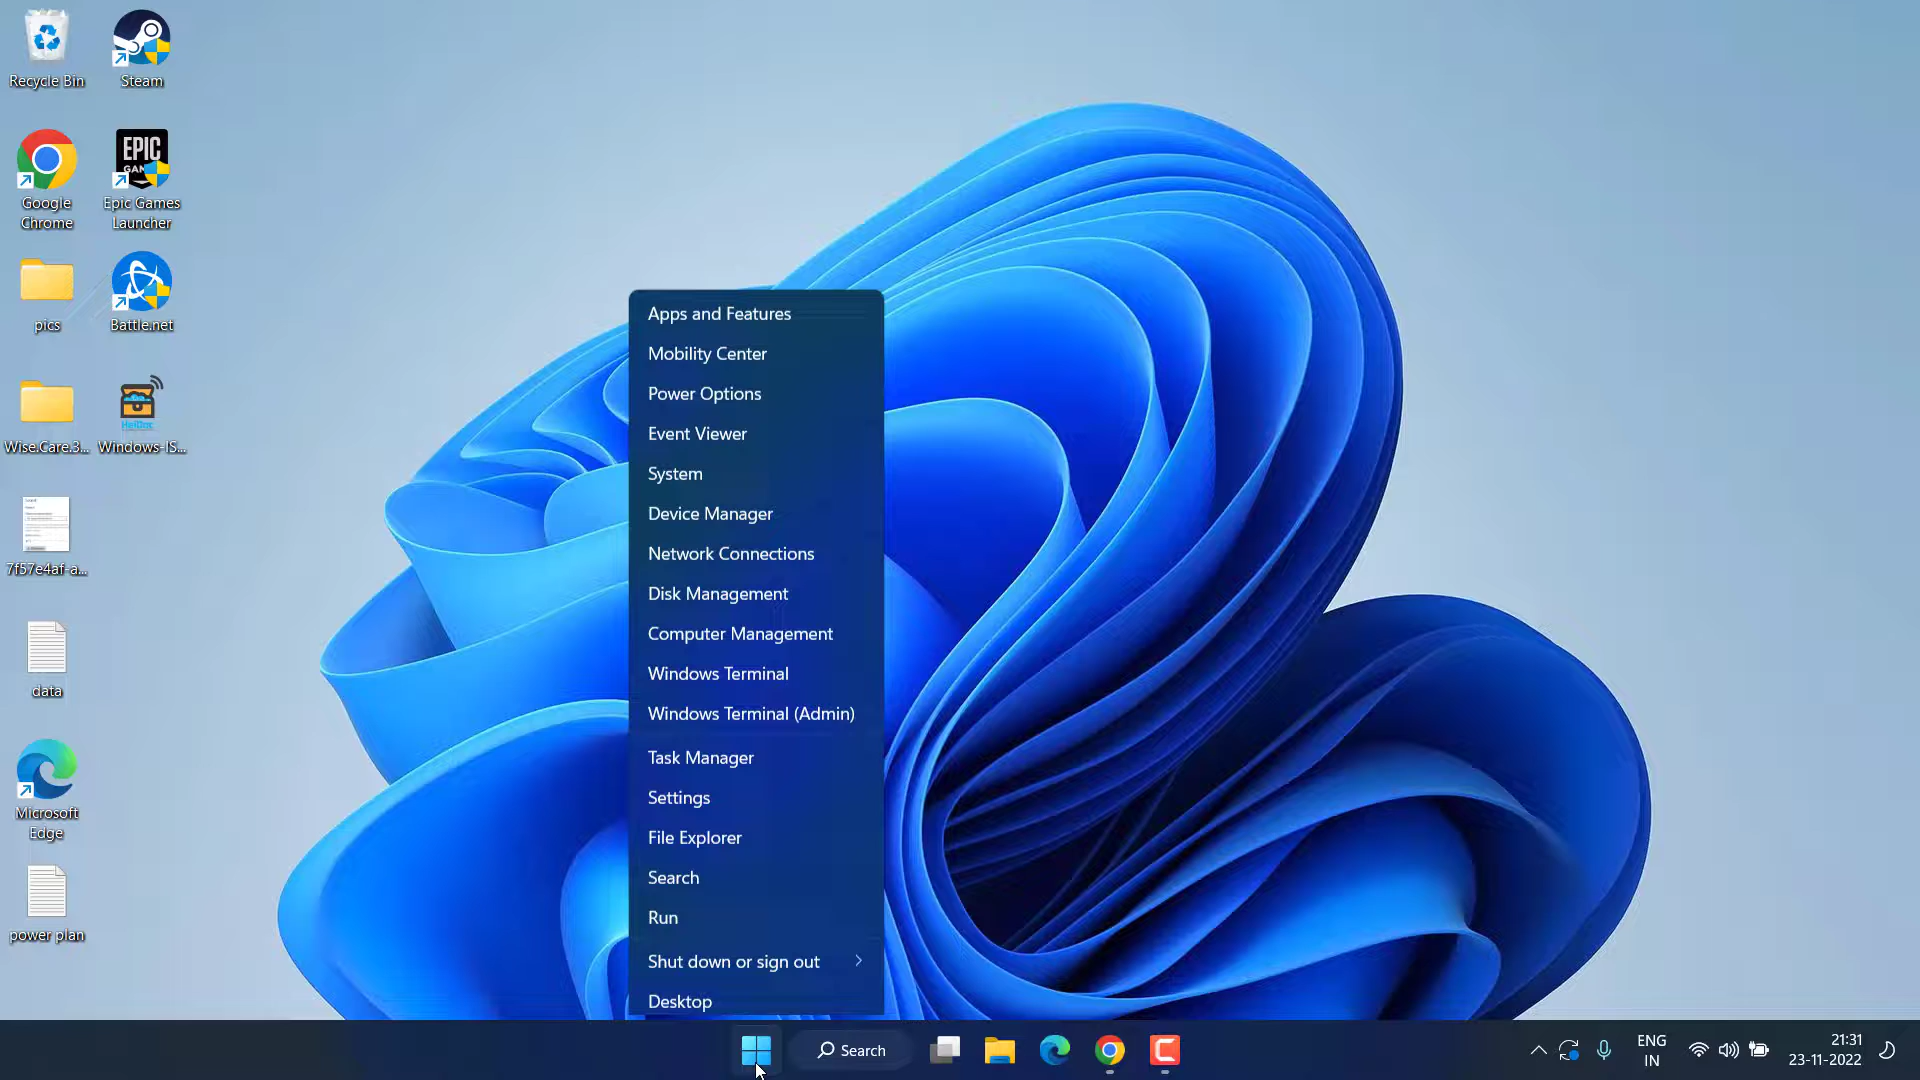 Recycle Bin
Steam
EPIC
Google
Chrome
Epic Games
Launcher
pics
Battle.net
HeiDoc
Wise.Care.3...
Windows-IS...
7f57e4af-a...
data
Microsoft
Edge
power plan
Apps and Features
Mobility Center
Power Options
Event Viewer
System
Device Manager
Network Connections
Disk Management
Computer Management
Windows Terminal
Windows Terminal (Admin)
Task Manager
Settings
File Explorer
Search
Run
Shut down or sign out
Desktop
Search
ENG
IN
21:31
23-11-2022